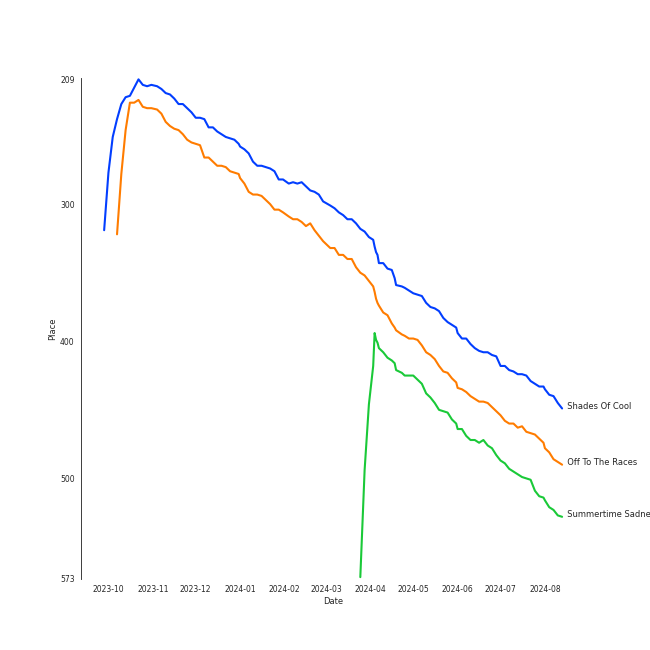 209
300
400
500
573
Place
2023-10 2023-11 2023-12 2024-01 2024-02 2024-03 2024-04 2024-05 2024-06 2024-07 2024-08
Date
Shades Of Cool
Off To The Races
Summertime Sadne